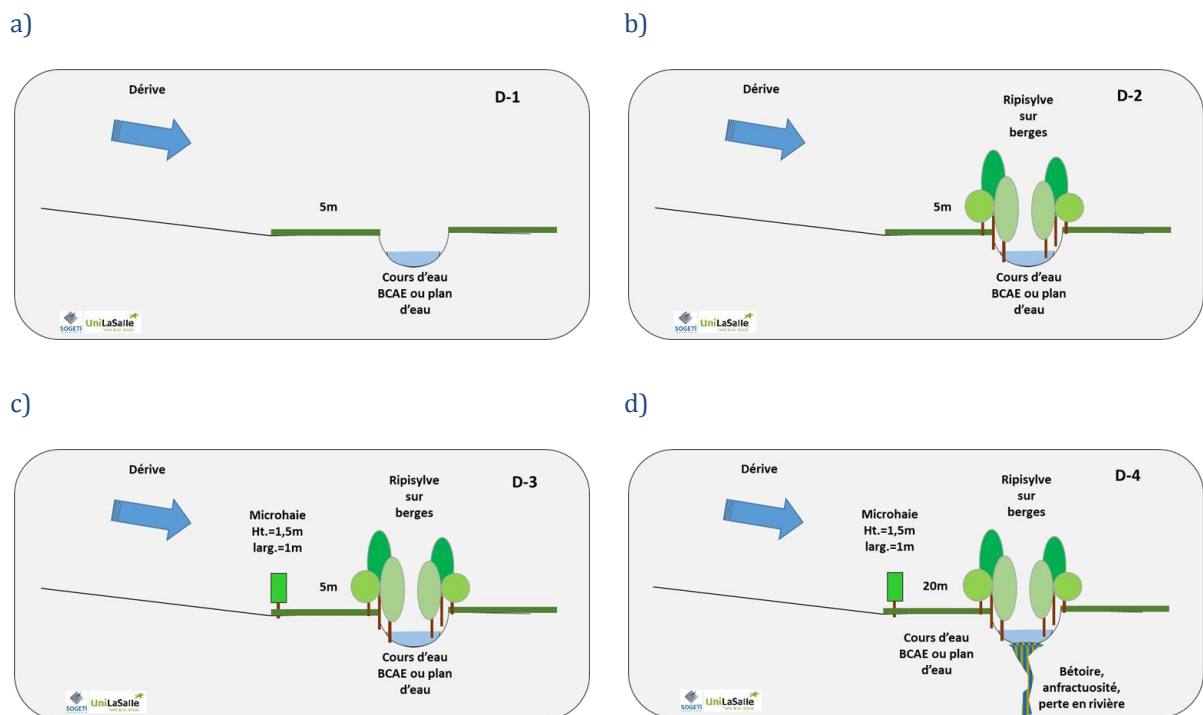 a)
Dérive
D-1
5m
Cours d'eau
BCAE ou plan
d'eau
SOGETI
UniLaSalle
b)
Dérive
Ripisylve
sur
berges
D-2
5m
Cours d'eau
BCAE ou plan
d'eau
SOGETI
UniLaSalle
c)
Dérive
Ripisylve
sur
berges
D-3
Microhaie
Ht.=1,5m
larg.=1m
5m
Cours d'eau
BCAE ou plan
d'eau
SOGETI
UniLaSalle
d)
Dérive
Ripisylve
sur
berges
D-4
Microhaie
Ht.=1,5m
larg.=1m
20m
Cours d'eau
BCAE ou plan
d'eau
Bétoire,
anfractuosité,
perte en rivière
SOGETI
UniLaSalle